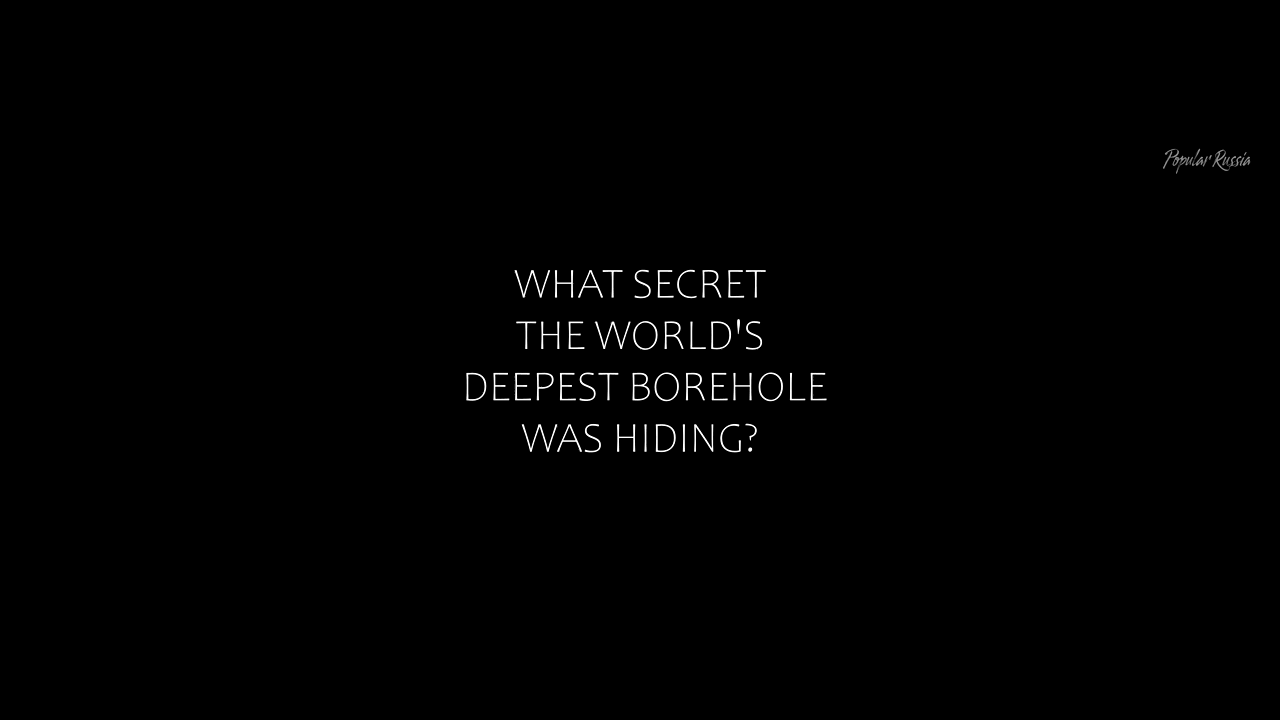 Popular Russia
WHAT SECRET
THE WORLD'S
DEEPEST BOREHOLE
WAS HIDING?